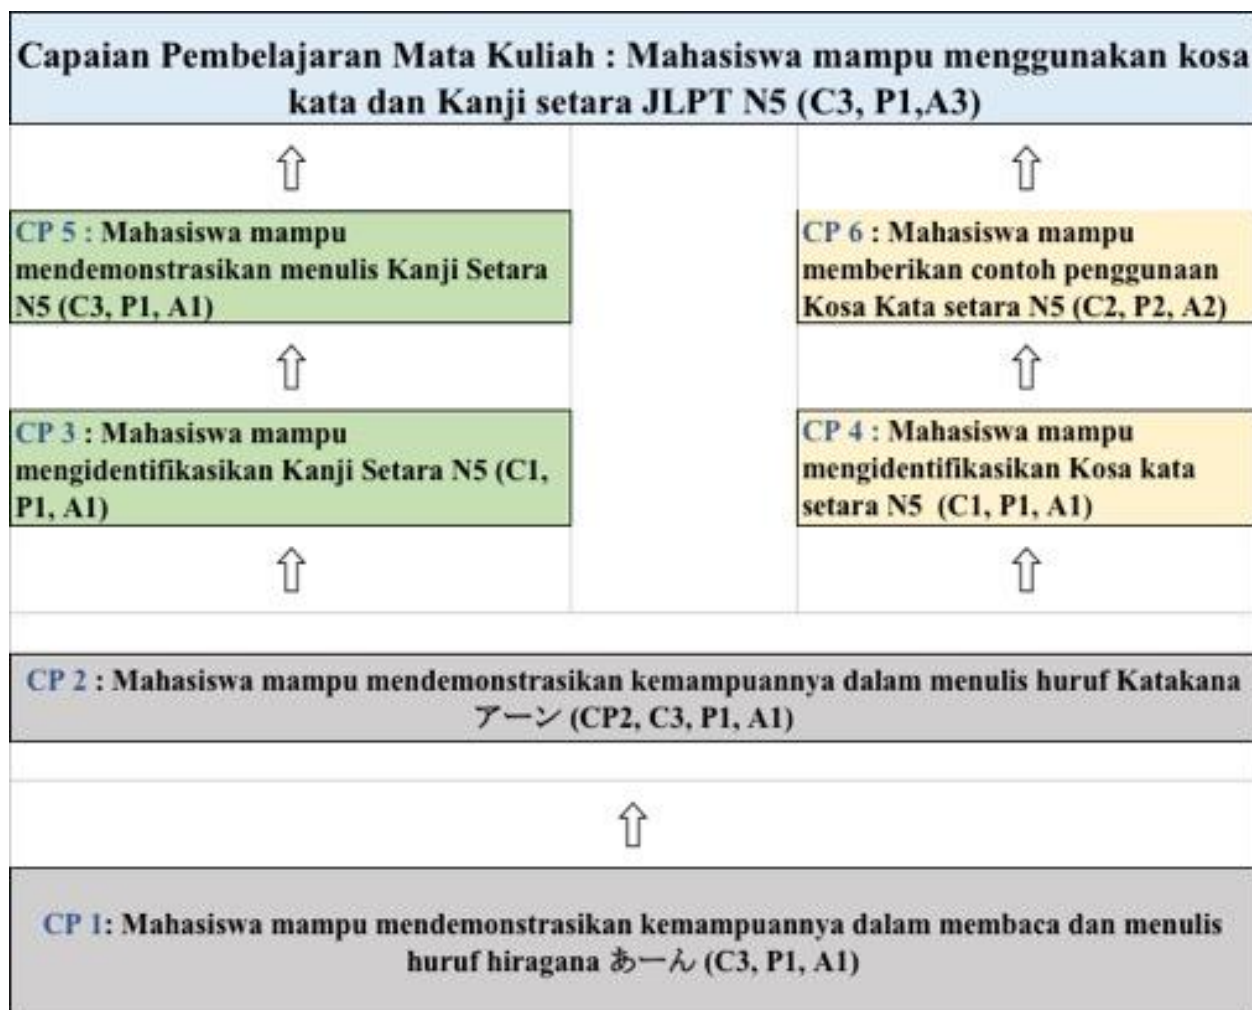 Capaian Pembelajaran Mata Kuliah : Mahasiswa mampu menggunakan kosa
kata dan Kanji setara JLPT N5 (C3, P1,A3)
CP 5 : Mahasiswa mampu
mendemonstrasikan menulis Kanji Setara
N5 (C3, P1, A1)
CP 6 : Mahasiswa mampu
memberikan contoh penggunaan
Kosa Kata setara N5 (C2, P2, A2)
CP 3 : Mahasiswa mampu
mengidentifikasikan Kanji Setara N5 (C1,
P1, A1)
CP 4 : Mahasiswa mampu
mengidentifikasikan Kosa kata
setara N5 (C1, P1, A1)
CP 2 : Mahasiswa mampu mendemonstrasikan kemampuannya dalam menulis huruf Katakana
アーン (CP2, C3, P1, A1)
CP 1: Mahasiswa mampu mendemonstrasikan kemampuannya dalam membaca dan menulis
huruf hiragana あーん (C3, P1, A1)